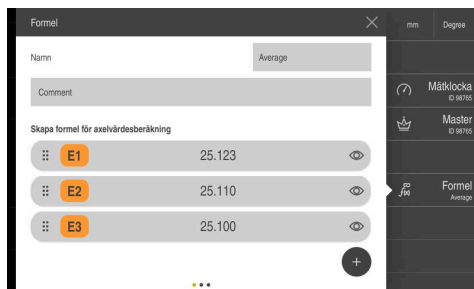 Formel
mm Degree
Namn Average
Comment
Mätklocka
ID 98765
Master
ID 98765
Skapa formel för axelvärdesberäkning
E1 25.123
E2 25.110
E3 25.100
Formel
Average
f(x)
+